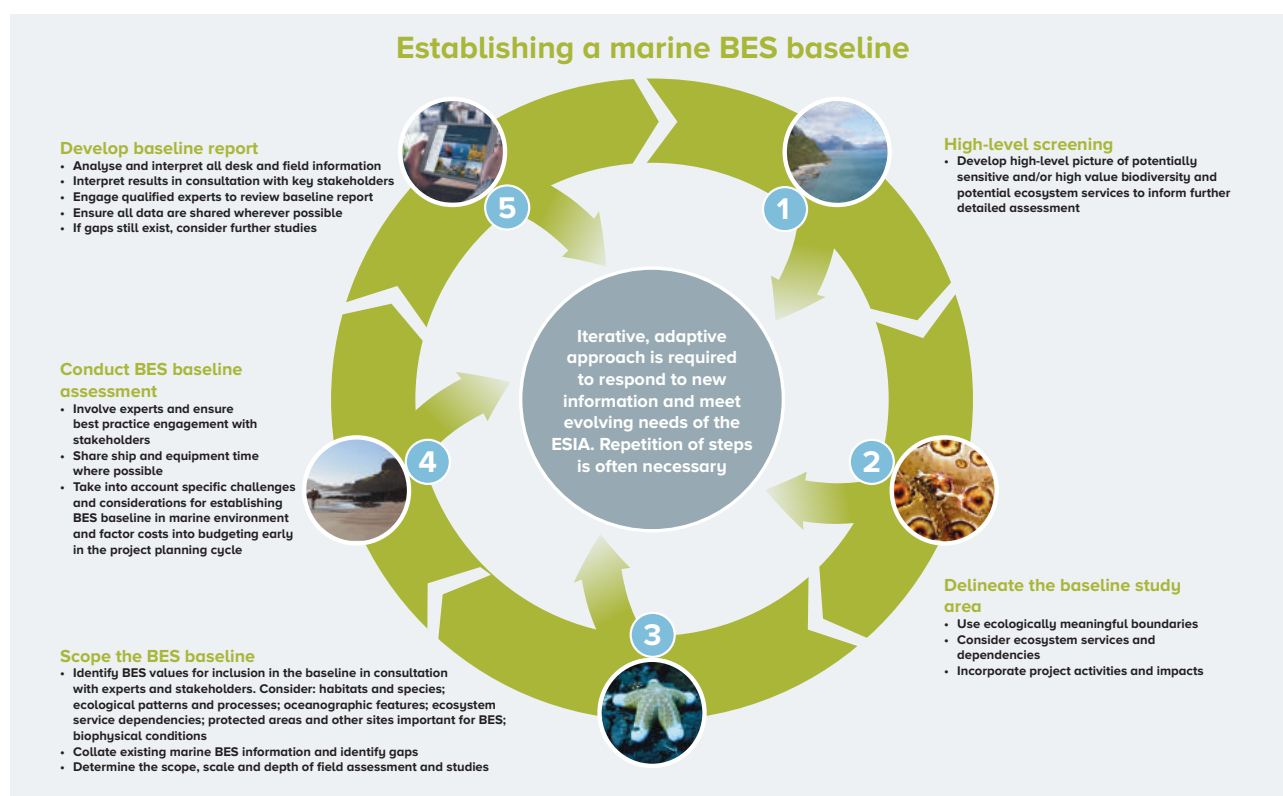 Establishing a marine BES baseline
High-level screening
• Develop high-level picture of potentially
sensitive and/or high value biodiversity and
potential ecosystem services to inform further
detailed assessment
1
Delineate the baseline study
area
• Use ecologically meaningful boundaries
• Consider ecosystem services and
dependencies
• Incorporate project activities and impacts
2
Scope the BES baseline
• Identify BES values for inclusion in the baseline in consultation
with experts and stakeholders. Consider: habitats and species;
ecological patterns and processes; oceanographic features; ecosystem
service dependencies; protected areas and other sites important for BES;
biophysical conditions
• Collate existing marine BES information and identify gaps
• Determine the scope, scale and depth of field assessment and studies
3
Conduct BES baseline
assessment
• Involve experts and ensure
best practice engagement with
stakeholders
• Share ship and equipment time
where possible
• Take into account specific challenges
and considerations for establishing
BES baseline in marine environment
and factor costs into budgeting early
in the project planning cycle
4
Develop baseline report
• Analyse and interpret all desk and field information
• Interpret results in consultation with key stakeholders
• Engage qualified experts to review baseline report
• Ensure all data are shared wherever possible
• If gaps still exist, consider further studies
5
Iterative, adaptive
approach is required
to respond to new
information and meet
evolving needs of the
ESIA. Repetition of steps
is often necessary